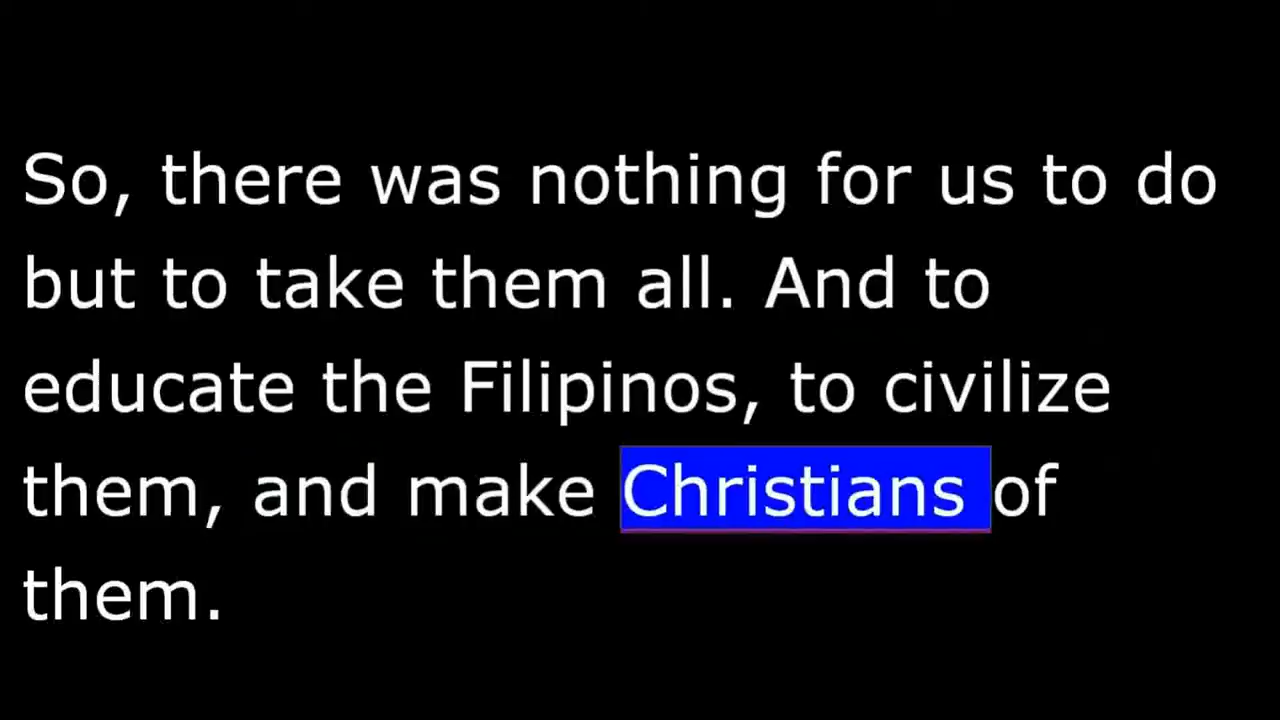 So, there was nothing for us to do
but to take them all. And to
educate the Filipinos, to civilize
them, and make Christians of
them.